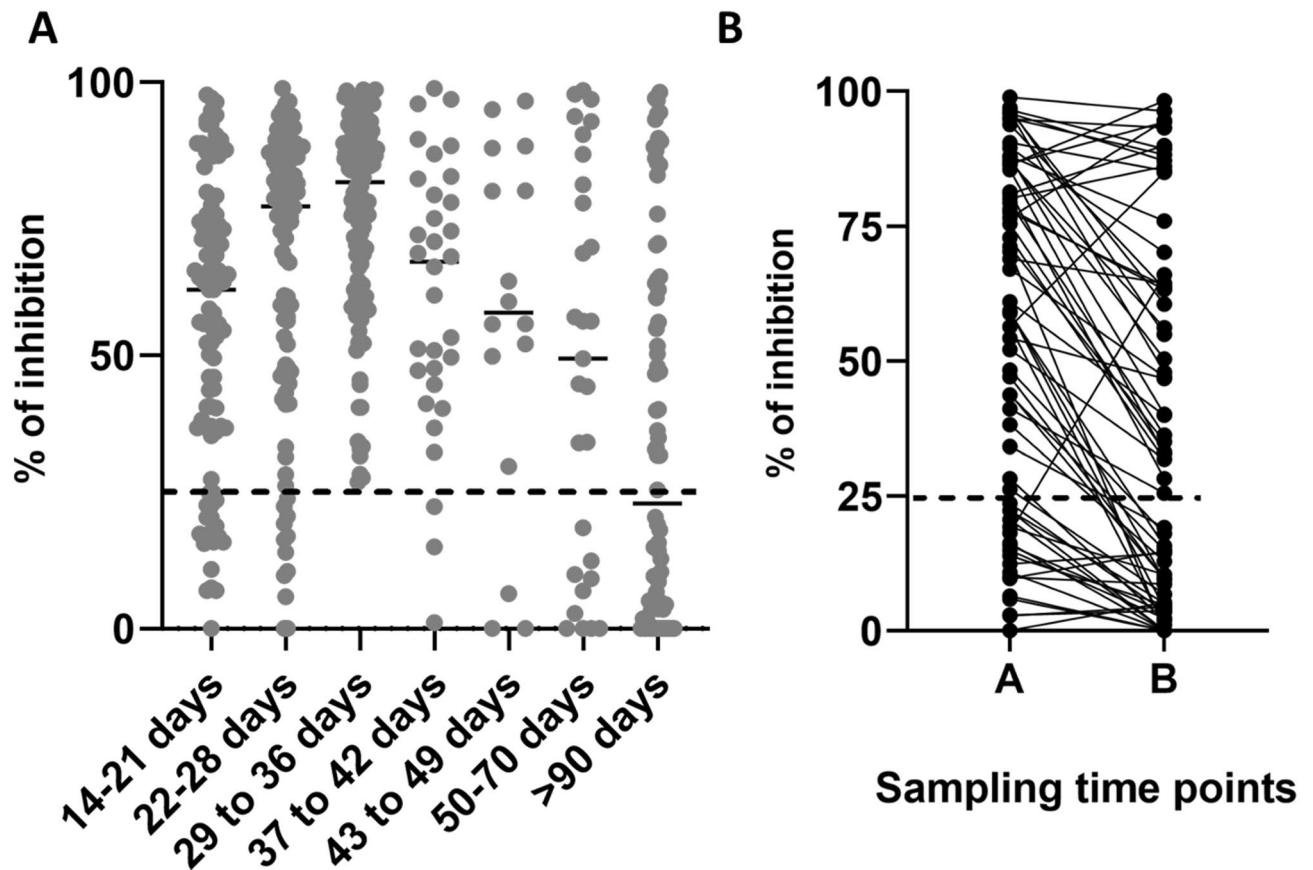 A
% of inhibition
100
50
0
14-21 days
22-28 days
29 to 36 days
37 to 42 days
43 to 49 days
50-70 days
>90 days
B
% of inhibition
100
75
50
25
0
A
B
Sampling time points